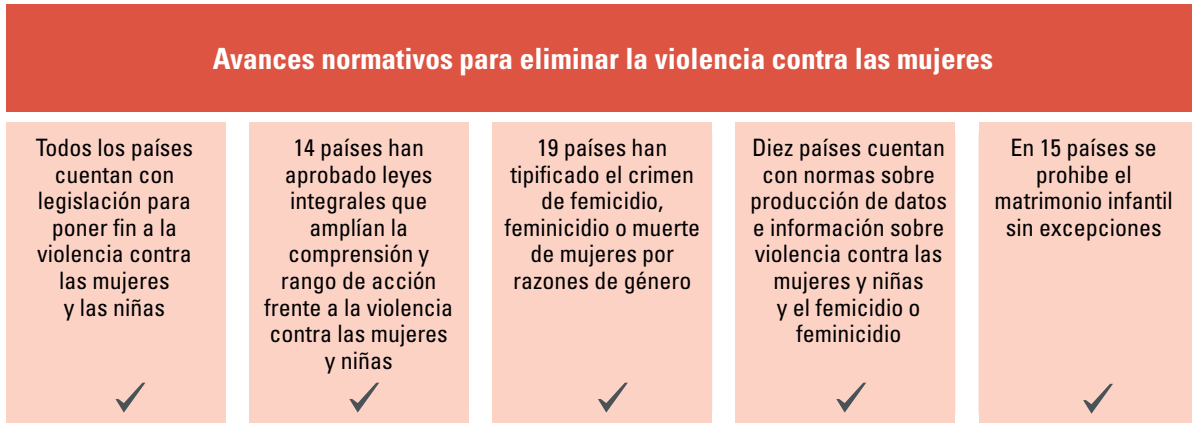 Avances normativos para eliminar la violencia contra las mujeres
Todos los países
cuentan con
legislación para
poner fin a la
violencia contra
las mujeres
y las niñas
14 países han
aprobado leyes
integrales que
amplían la
comprensión y
rango de acción
frente a la violencia
contra las mujeres
y niñas
19 países han
tipificado el crimen
de femicidio,
feminicidio o muerte
de mujeres por
razones de género
Diez países cuentan
con normas sobre
producción de datos
e información sobre
violencia contra las
mujeres y niñas
y el femicidio o
feminicidio
En 15 países se
prohibe el
matrimonio infantil
sin excepciones